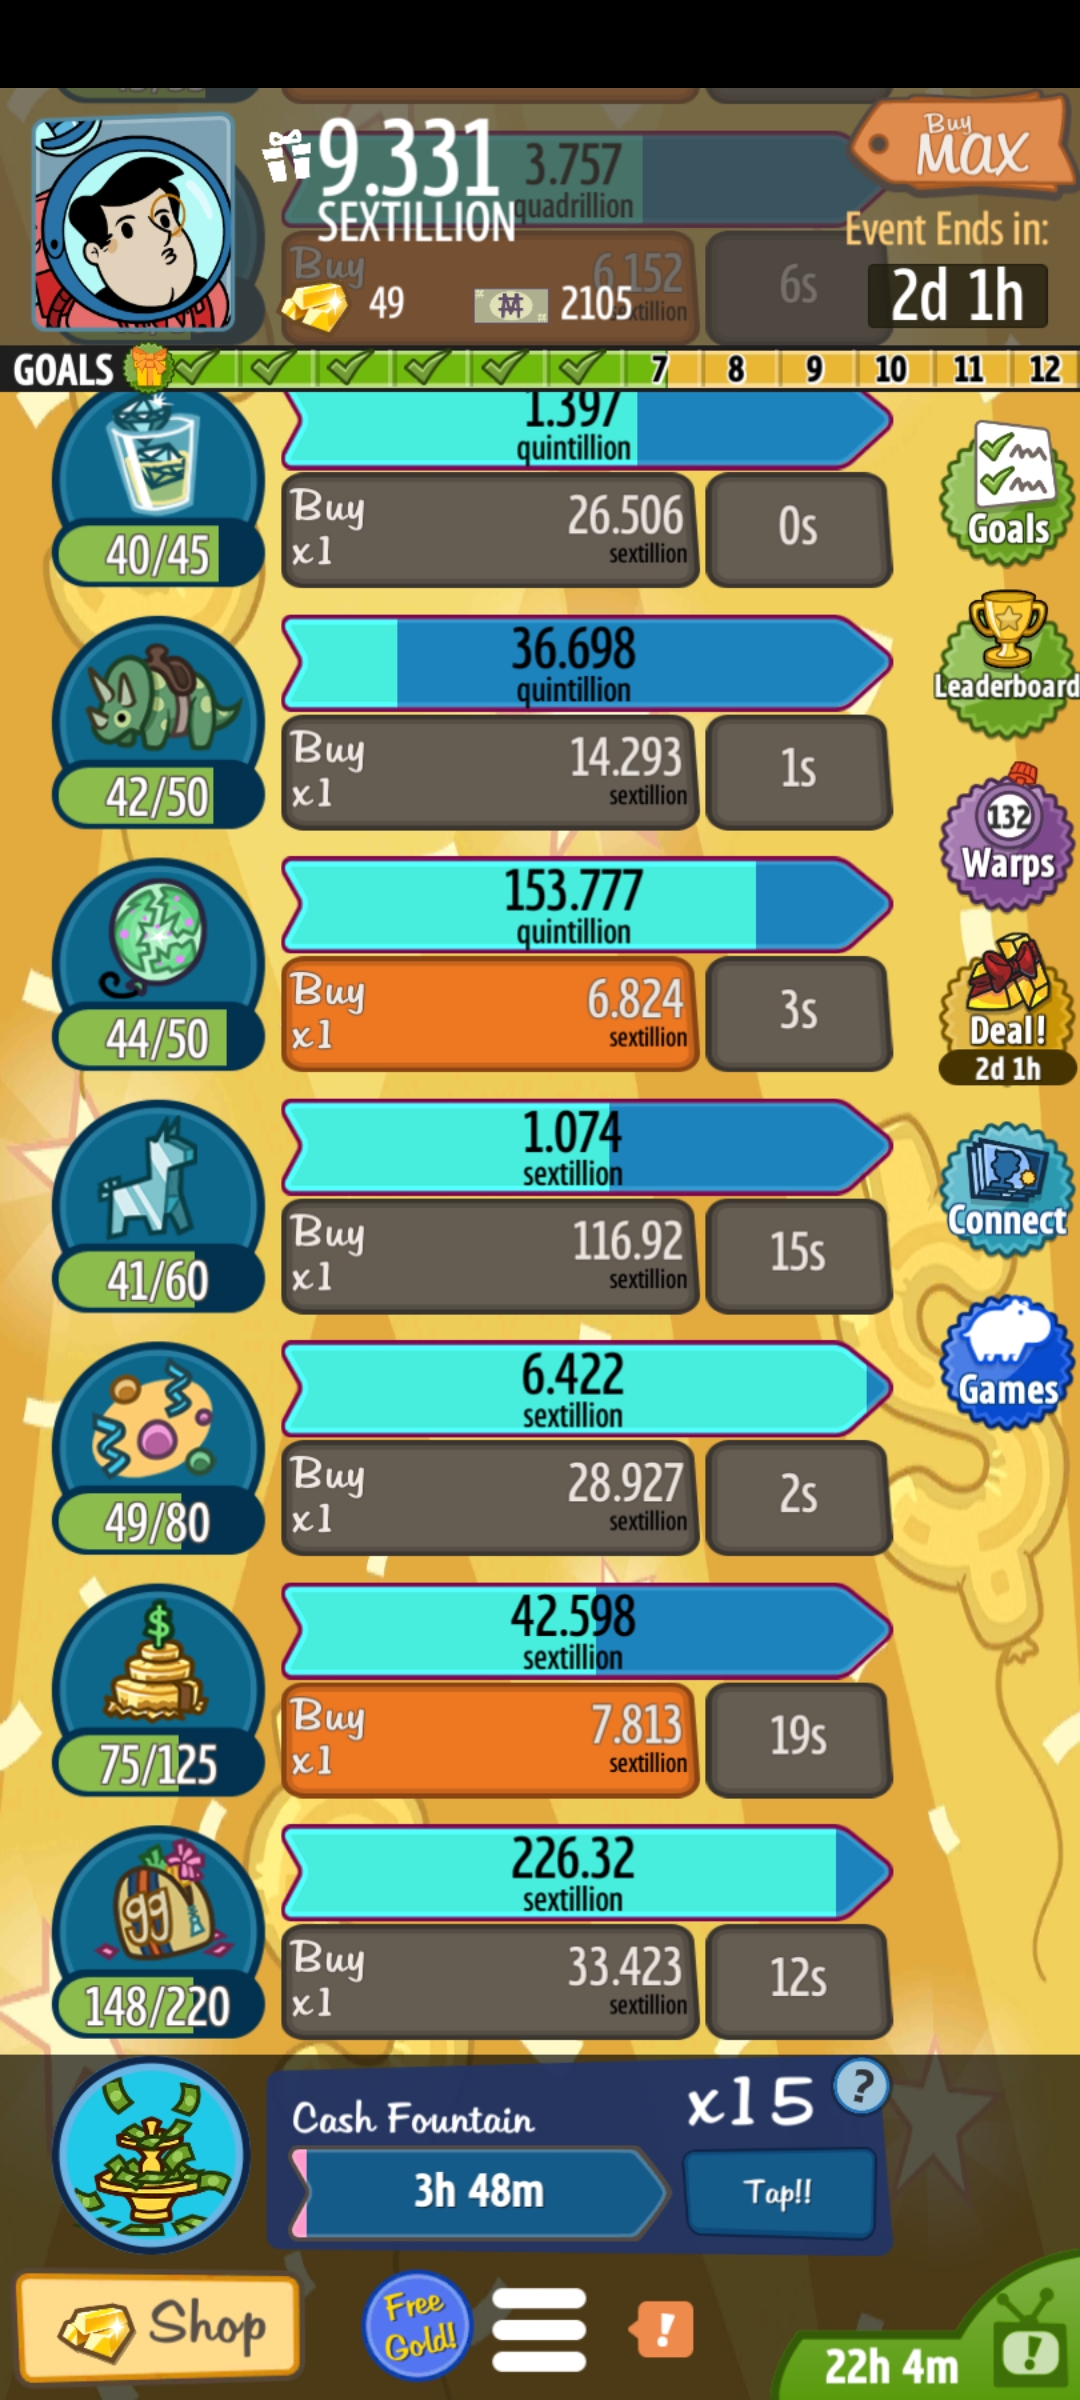 9.331
SEXTILLION
3.757
quadrillion
Buy
MAX
Buy
6.152
6s
49
2105
Event Ends in:
2d 1h
GOALS
7 8 9 10 11 12
1.397
quintillion
40/45
Buy
x1
26.506
sextillion
0s
Goals
36.698
quintillion
42/50
Buy
x1
14.293
sextillion
1s
Leaderboard
153.777
quintillion
44/50
Buy
x1
6.824
sextillion
3s
132
Warps
Deal!
2d 1h
1.074
sextillion
41/60
Buy
x1
116.92
sextillion
15s
Connect
6.422
sextillion
49/80
Buy
x1
28.927
sextillion
2s
Games
42.598
sextillion
$
75/125
Buy
x1
7.813
sextillion
19s
226.32
sextillion
gg
148/220
Buy
x1
33.423
sextillion
12s
Cash Fountain
x15
?
3h 48m
Tap!!
Shop
Free
Gold!
!
22h 4m
!